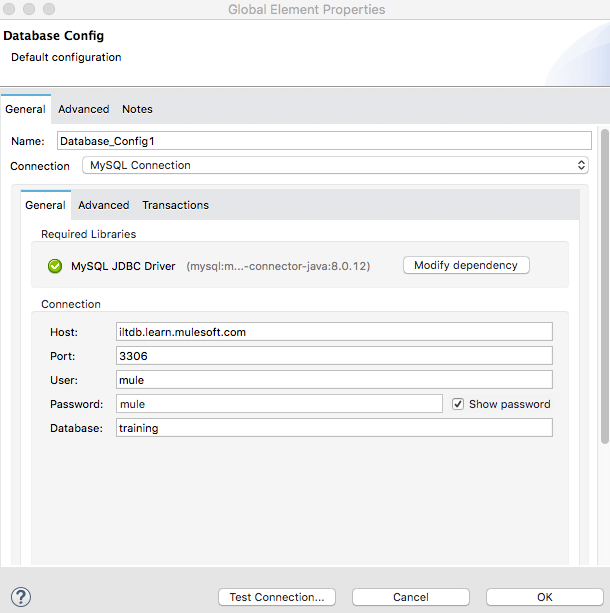 Global Element Properties
Database Config
Default configuration
General Advanced Notes
Name: Database_Config1
Connection MySQL Connection
General Advanced Transactions
Required Libraries
MySQL JDBC Driver (mysql:m...-connector-java:8.0.12) Modify dependency
Connection
Host: iltdb.learn.mulesoft.com
Port: 3306
User: mule
Password: mule Show password
Database: training
? Test Connection... Cancel OK